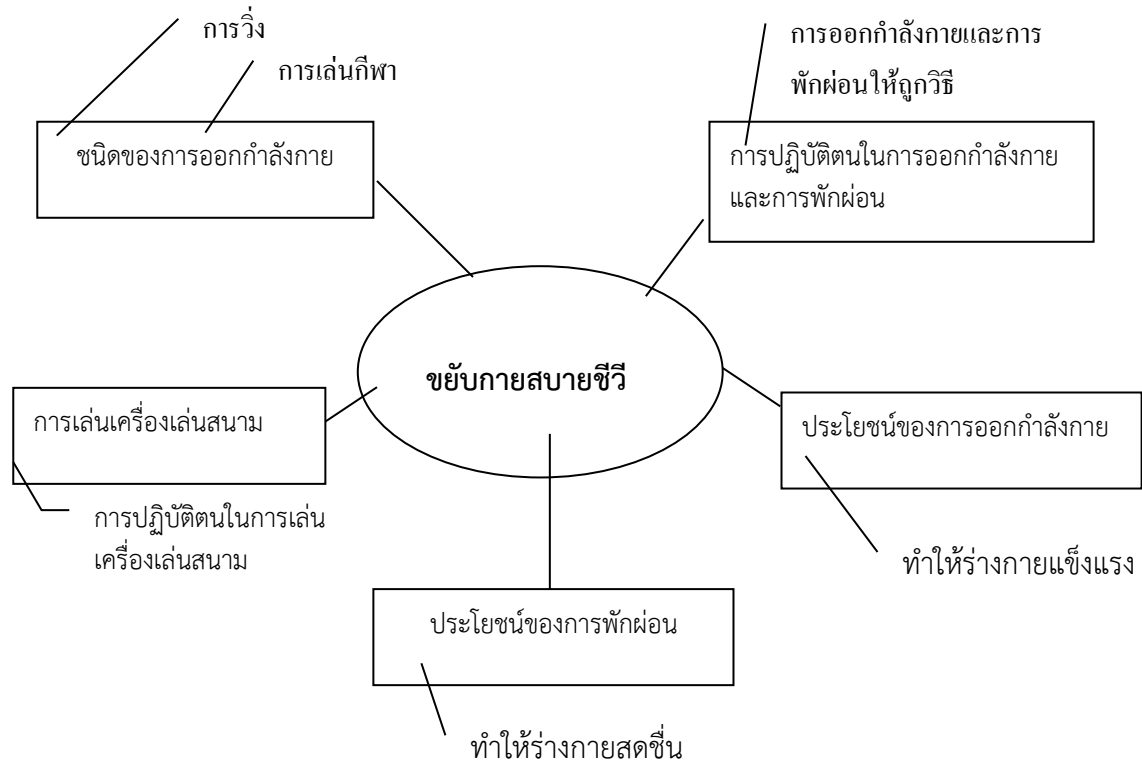 การวิ่ง
การเล่นกีฬา
ชนิดของการออกกำลังกาย
การออกกำลังกายและการ
พักผ่อนให้ถูกวิธี
การปฏิบัติตนในการออกกำลังกาย
และการพักผ่อน
ขยับกายสบายชีวี
การเล่นเครื่องเล่นสนาม
การปฏิบัติตนในการเล่น
เครื่องเล่นสนาม
ประโยชน์ของการออกกำลังกาย
ทำให้ร่างกายแข็งแรง
ประโยชน์ของการพักผ่อน
ทำให้ร่างกายสดชื่น